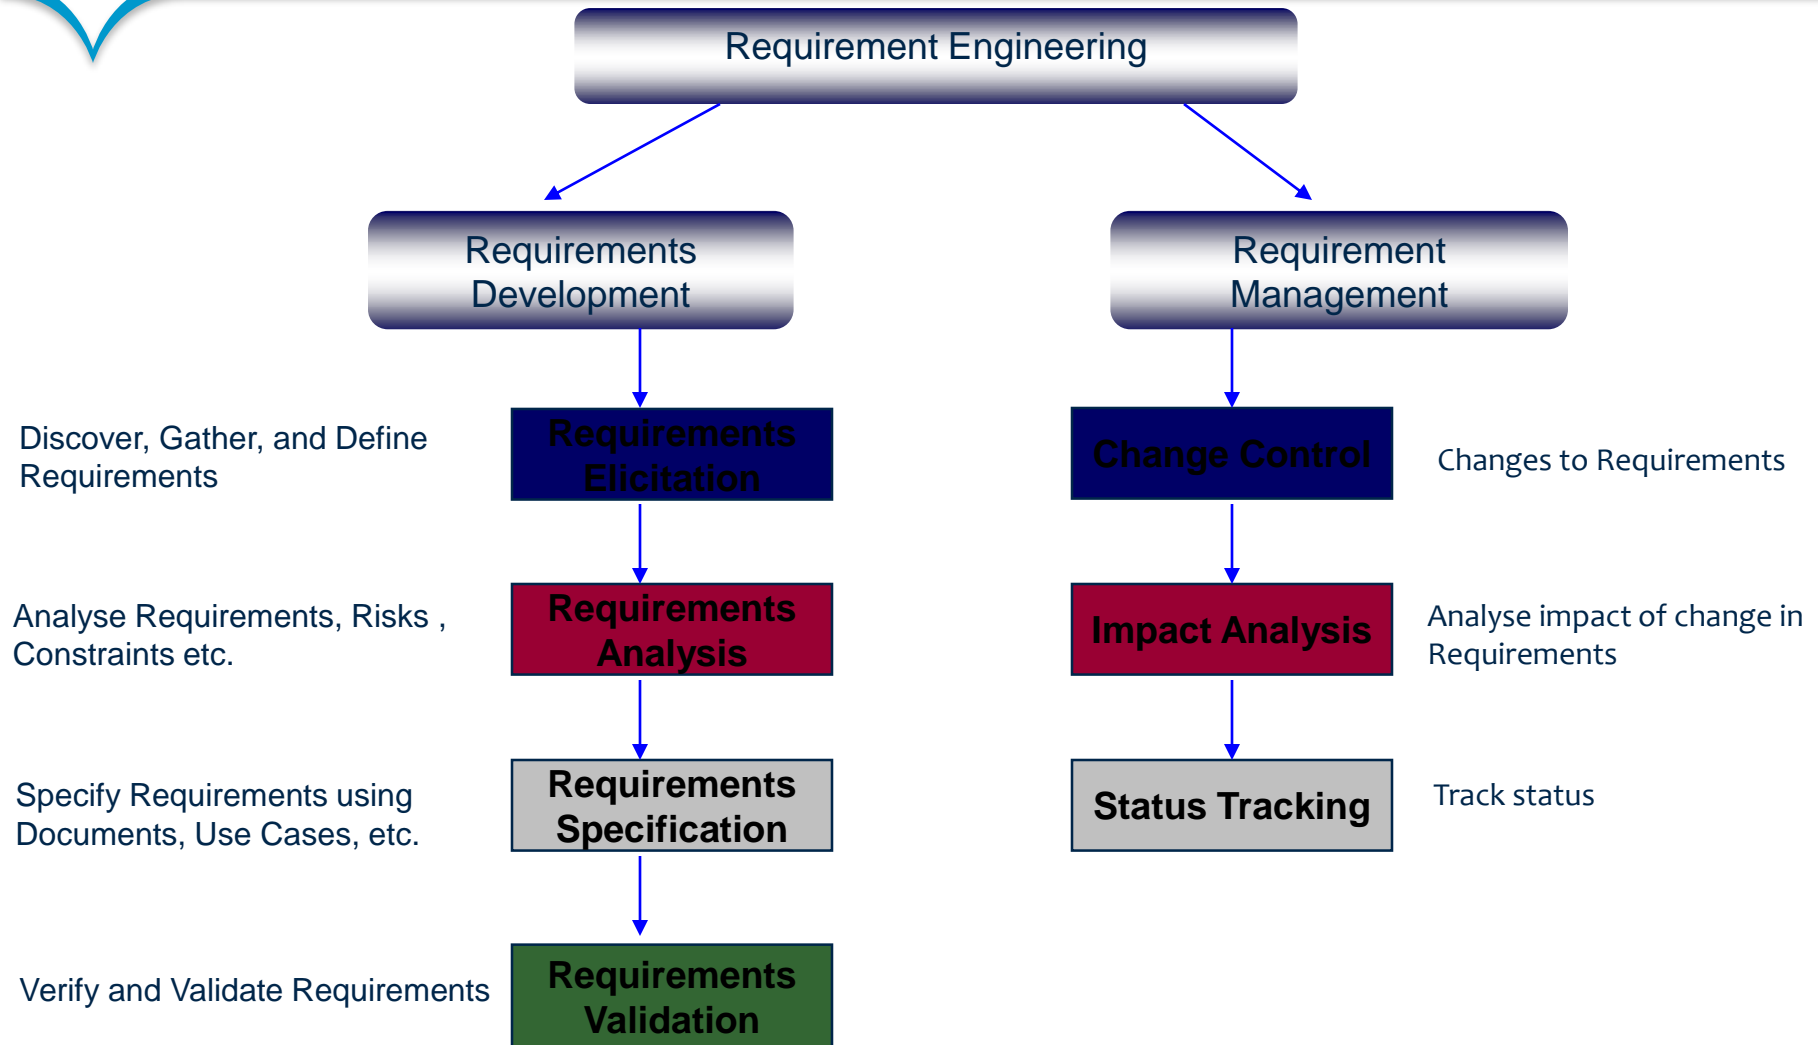 Requirement Engineering
Requirements
Development
Requirement
Management
Discover, Gather, and Define
Requirements
Requirements
Elicitation
Change Control
Changes to Requirements
Analyse Requirements, Risks ,
Constraints etc.
Requirements
Analysis
Impact Analysis
Analyse impact of change in
Requirements
Specify Requirements using
Documents, Use Cases, etc.
Requirements
Specification
Status Tracking
Track status
Verify and Validate Requirements
Requirements
Validation